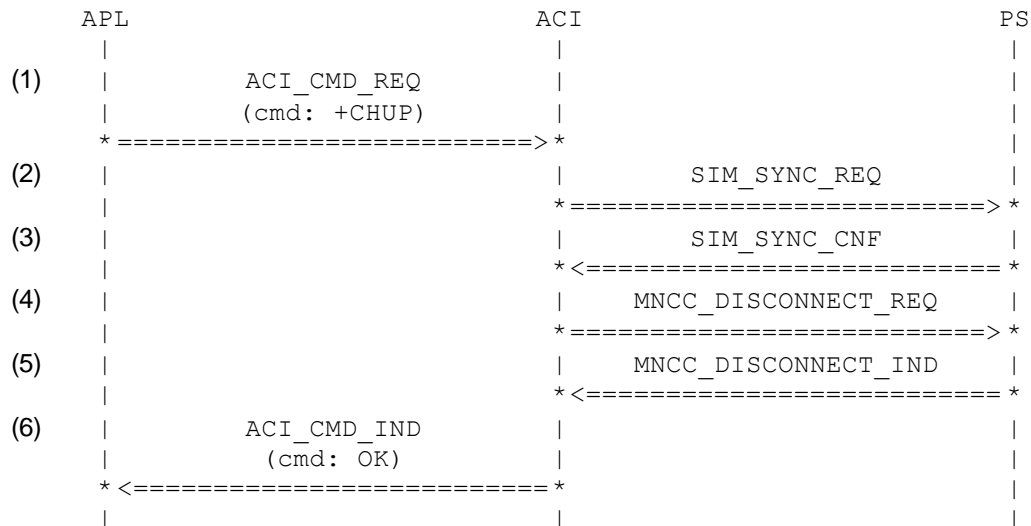 APL ACI PS
| | |
(1) | ACI_CMD_REQ | |
| (cmd: +CHUP) | |
*==========================>* |
(2) | | SIM_SYNC_REQ |
| *==========================>*
(3) | | SIM_SYNC_CNF |
| *<==========================*
(4) | | MNCC_DISCONNECT_REQ |
| *==========================>*
(5) | | MNCC_DISCONNECT_IND |
| *<==========================*
(6) | ACI_CMD_IND | |
| (cmd: OK) | |
*<==========================* |
| | |